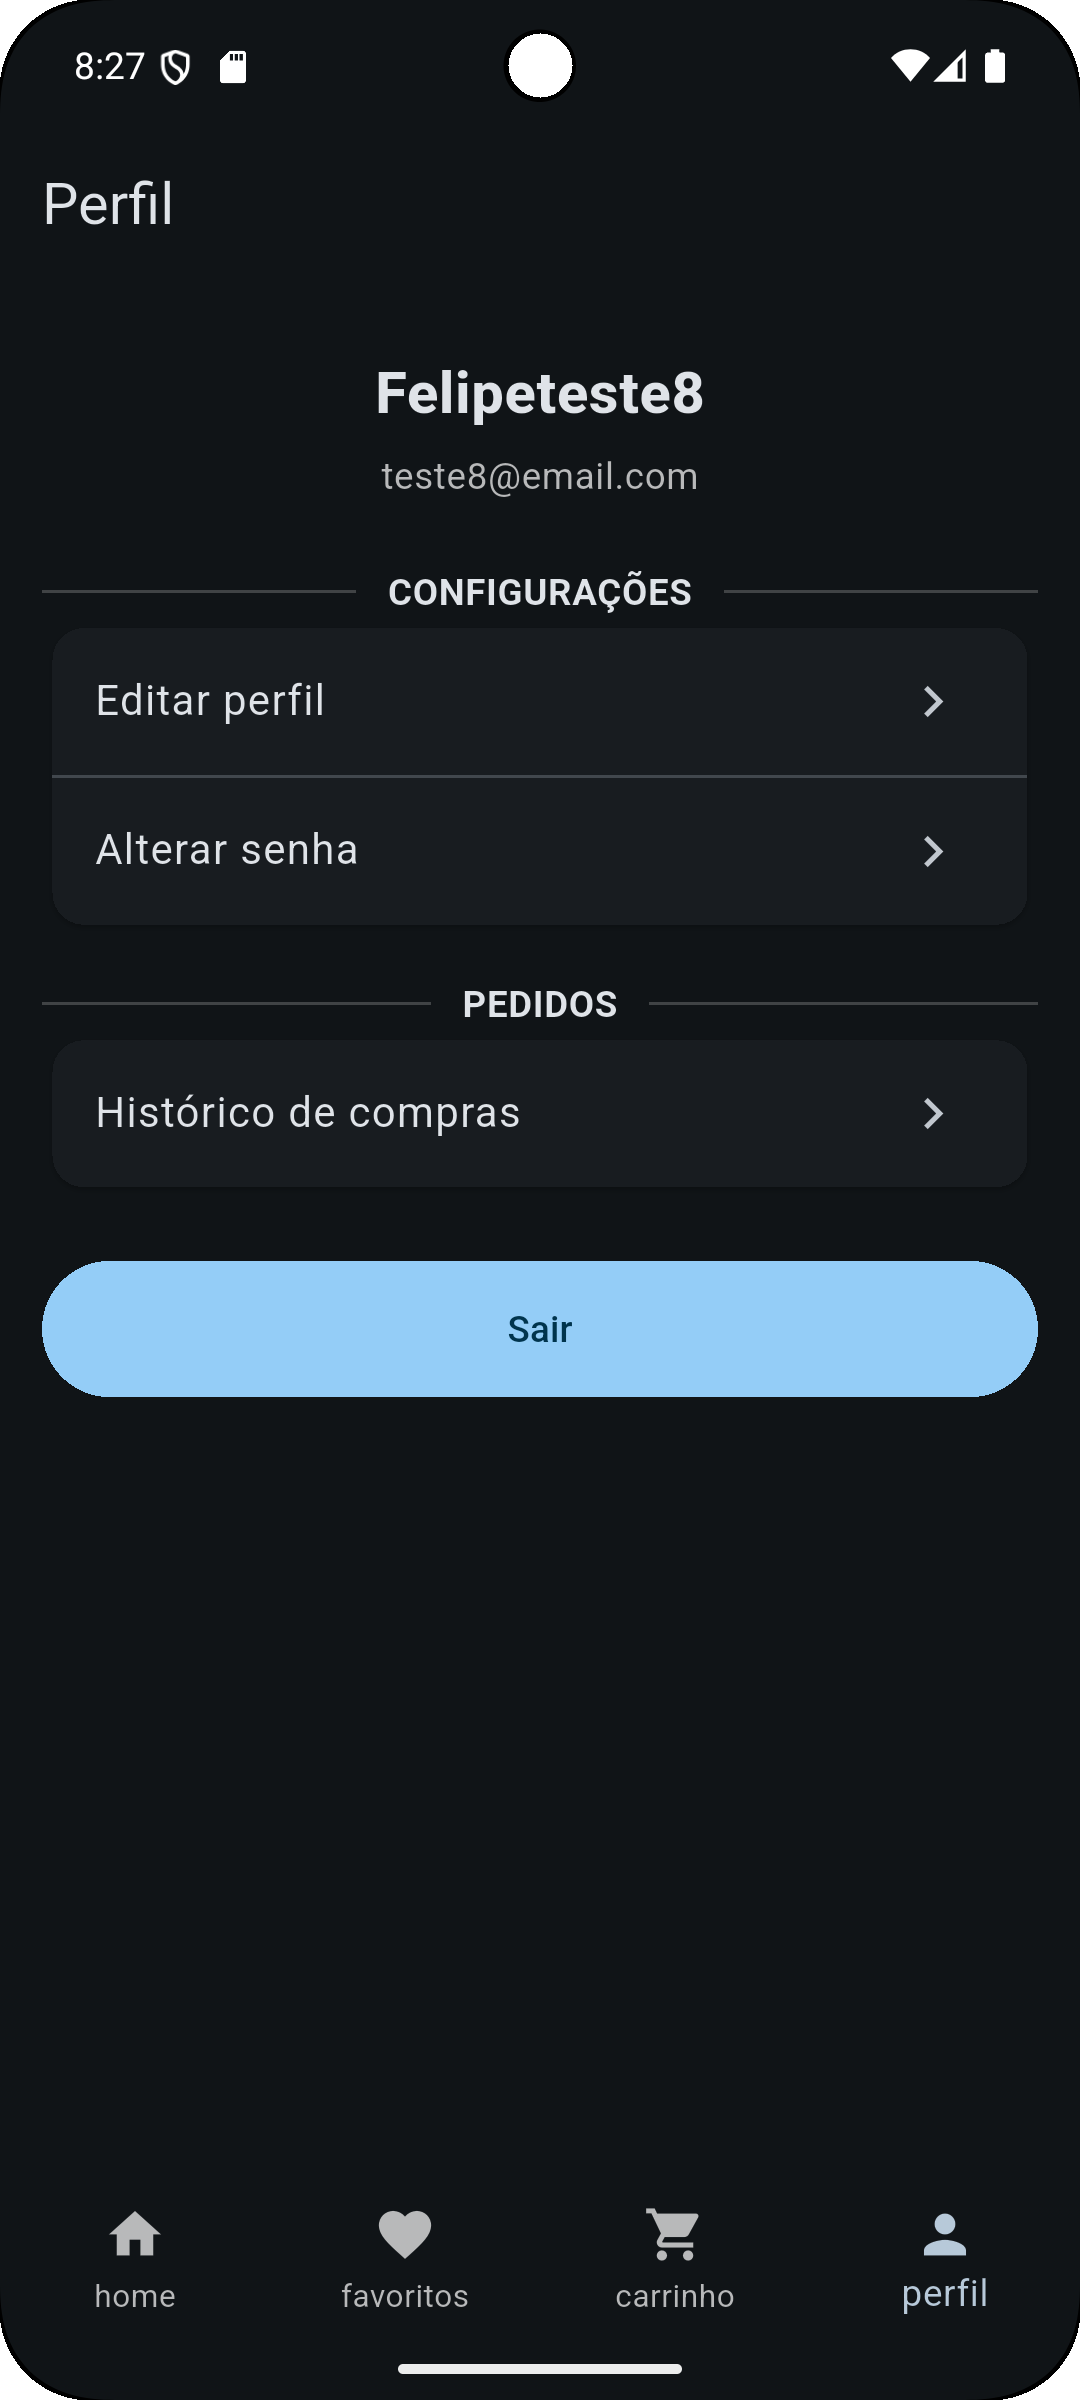 8:27
Perfil
Felipeteste8
teste8@email.com
CONFIGURAÇÕES
Editar perfil
Alterar senha
PEDIDOS
Histórico de compras
Sair
home favoritos carrinho perfil